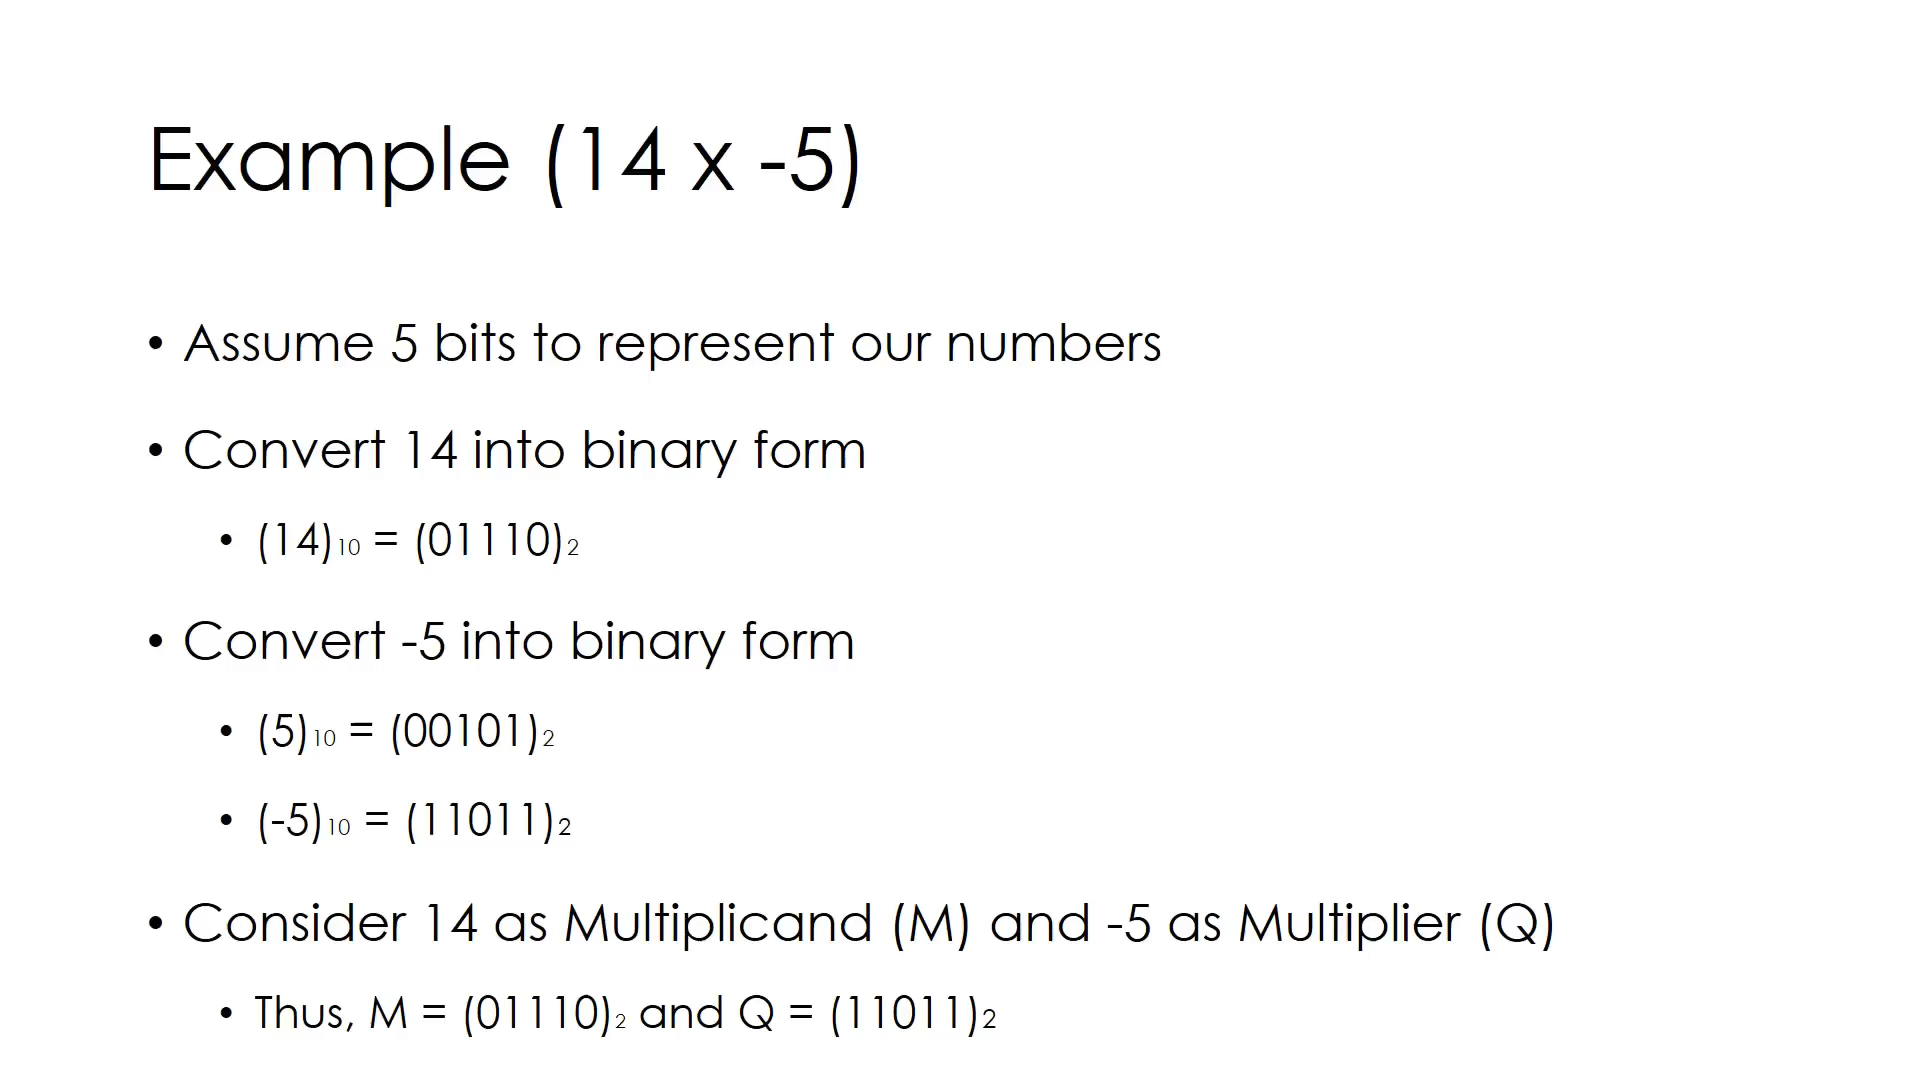 Example (14 x -5)
• Assume 5 bits to represent our numbers
• Convert 14 into binary form
• (14)10 = (01110)2
• Convert -5 into binary form
• (5)10 = (00101)2
• (-5)10 = (11011)2
• Consider 14 as Multiplicand (M) and -5 as Multiplier (Q)
• Thus, M = (01110)2 and Q = (11011)2